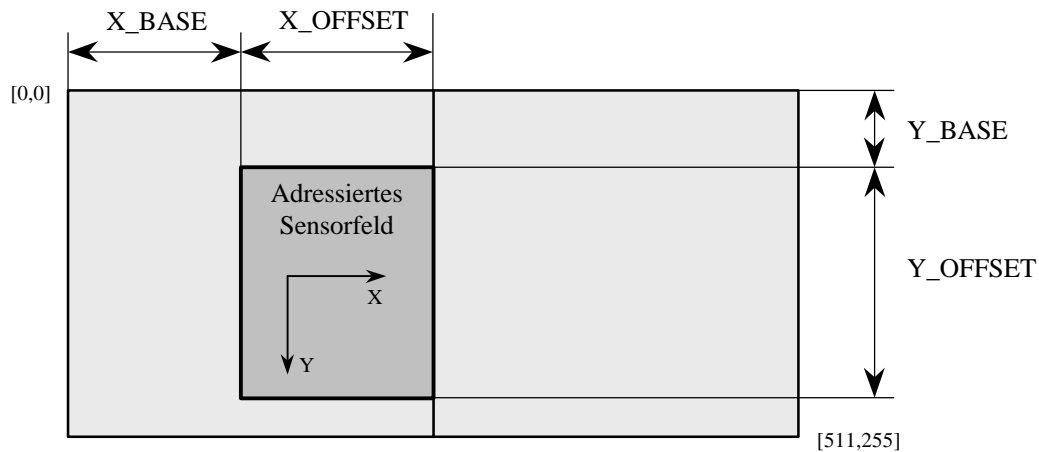 X_BASE
X_OFFSET
[0,0]
Y_BASE
Adressiertes
Sensorfeld
Y_OFFSET
X
Y
[511,255]